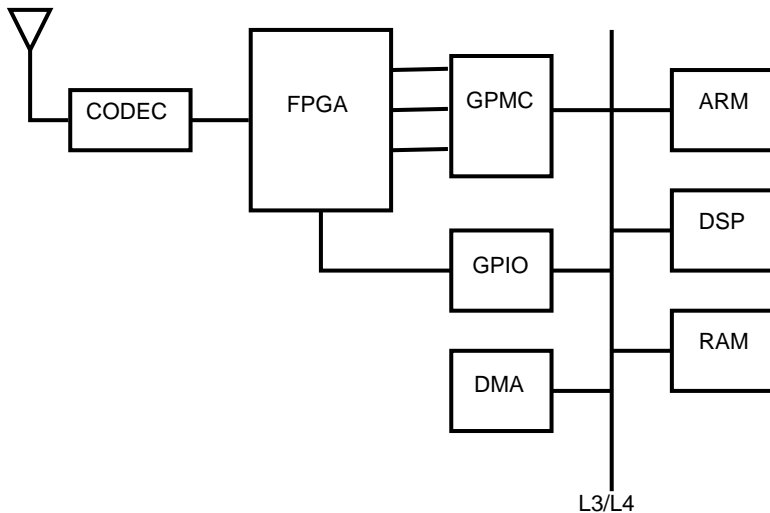 CODEC
FPGA
GPMC
ARM
DSP
GPIO
RAM
DMA
L3/L4